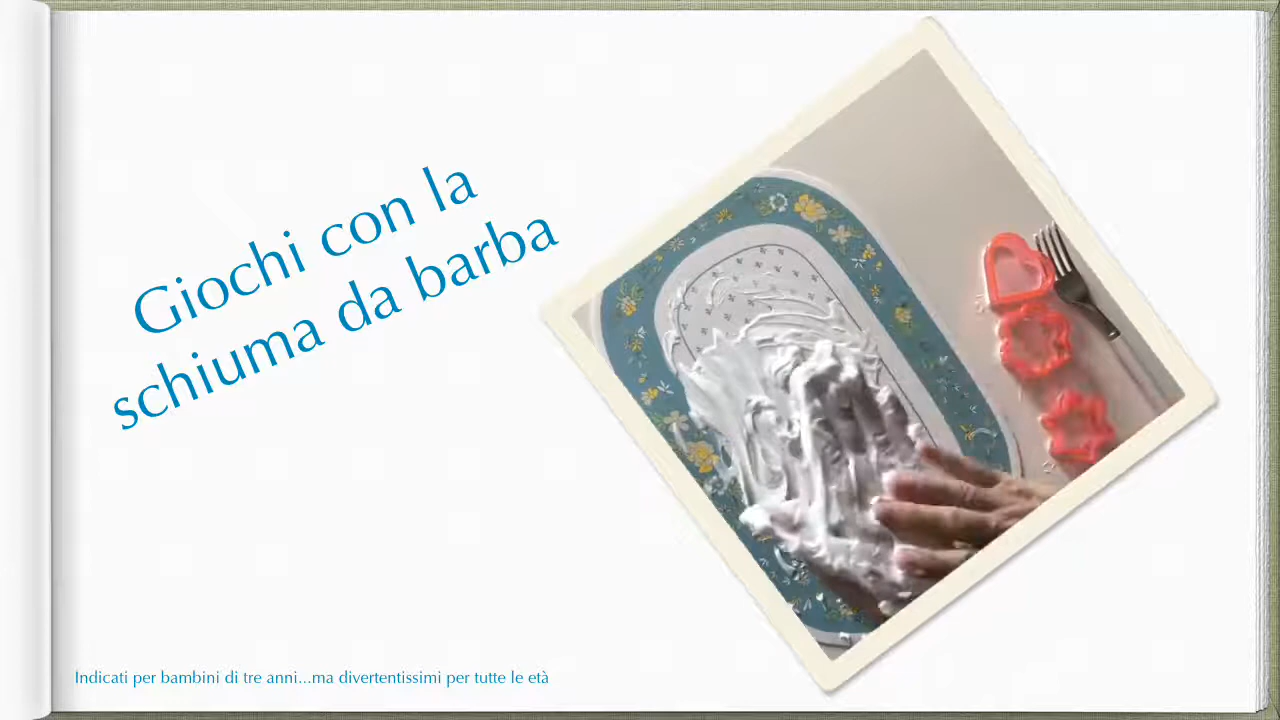 Giochi con la
schiuma da barba
Indicati per bambini di tre anni...ma divertentissimi per tutte le età